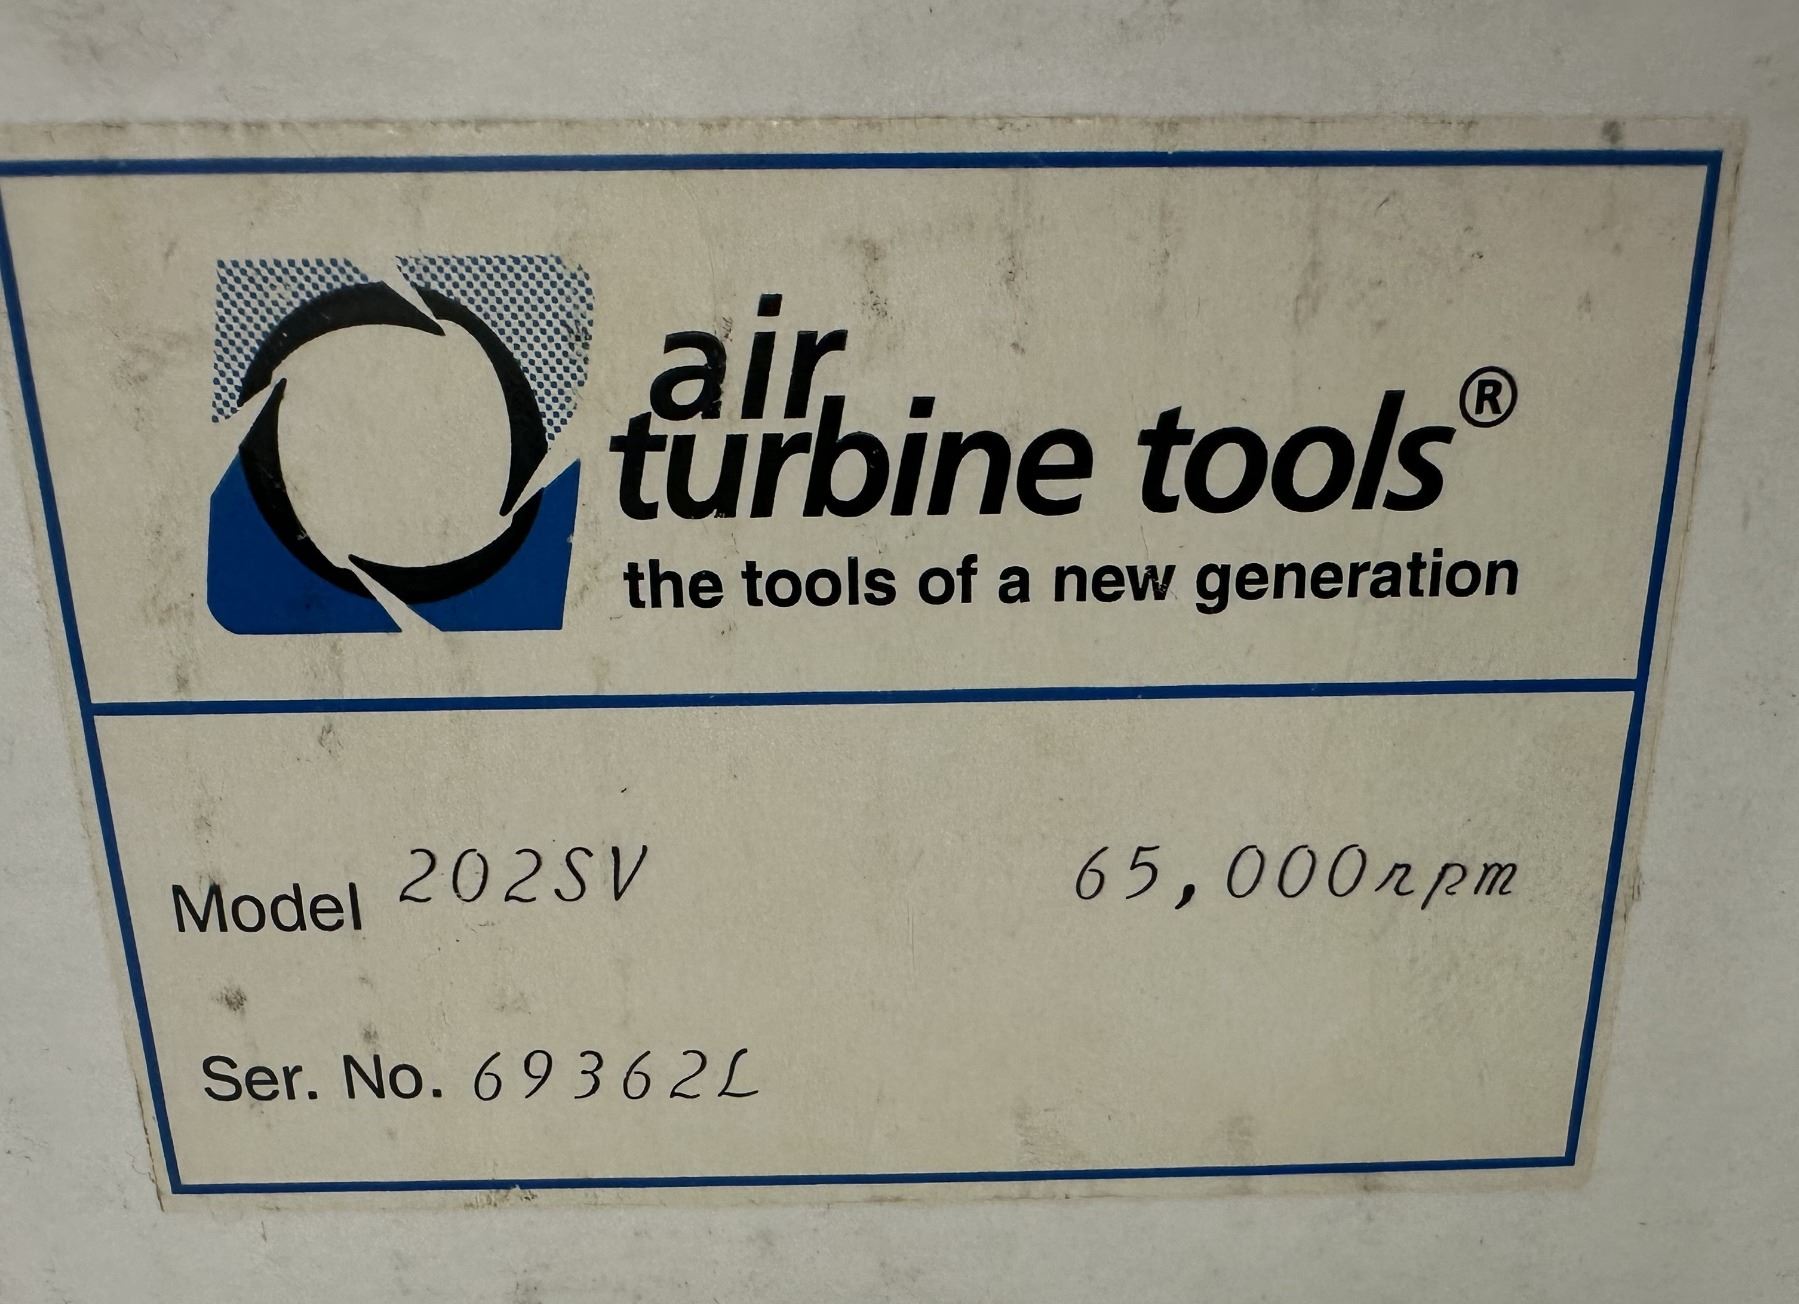 air
turbine tools®
the tools of a new generation
Model 202SV 65,000rpm
Ser. No. 69362L